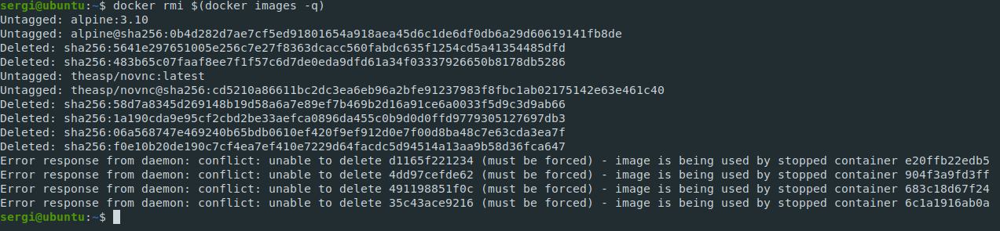 sergi@ubuntu:~$ docker rmi $(docker images -q)
Untagged: alpine:3.10
Untagged: alpine@sha256:0b4d282d7ae7cf5ed91801654a918aea45d6c1de6df0db6a29d60619141fb8de
Deleted: sha256:5641e297651005e256c7e27f8363dcacc560fabdc635f1254cd5a41354485dfd
Deleted: sha256:483b65c07faaf8ee7f1f57c6d7de0eda9dfd61a34f03337926650b8178db5286
Untagged: theasp/novnc:latest
Untagged: theasp/novnc@sha256:cd5210a86611bc2dc3ea6eb96a2bfe91237983f8fbc1ab02175142e63e461c40
Deleted: sha256:58d7a8345d269148b19d58a6a7e89ef7b469b2d16a91ce6a0033f5d9c3d9ab66
Deleted: sha256:1a190cda9e95cf2cbd2be33aefca0896da455c0b9d0d0ffd9779305127697db3
Deleted: sha256:06a568747e469240b65bdb0610ef420f9ef912d0e7f00d8ba48c7e63cda3ea7f
Deleted: sha256:f0e10b20de190c7cf4ea7ef410e7229d64facdc5d94514a13aa9b58d36fca647
Error response from daemon: conflict: unable to delete d1165f221234 (must be forced) - image is being used by stopped container e20ffb22edb5
Error response from daemon: conflict: unable to delete 4dd97cefde62 (must be forced) - image is being used by stopped container 904f3a9fd3ff
Error response from daemon: conflict: unable to delete 491198851f0c (must be forced) - image is being used by stopped container 683c18d67f24
Error response from daemon: conflict: unable to delete 35c43ace9216 (must be forced) - image is being used by stopped container 6c1a1916ab0a
sergi@ubuntu:~$